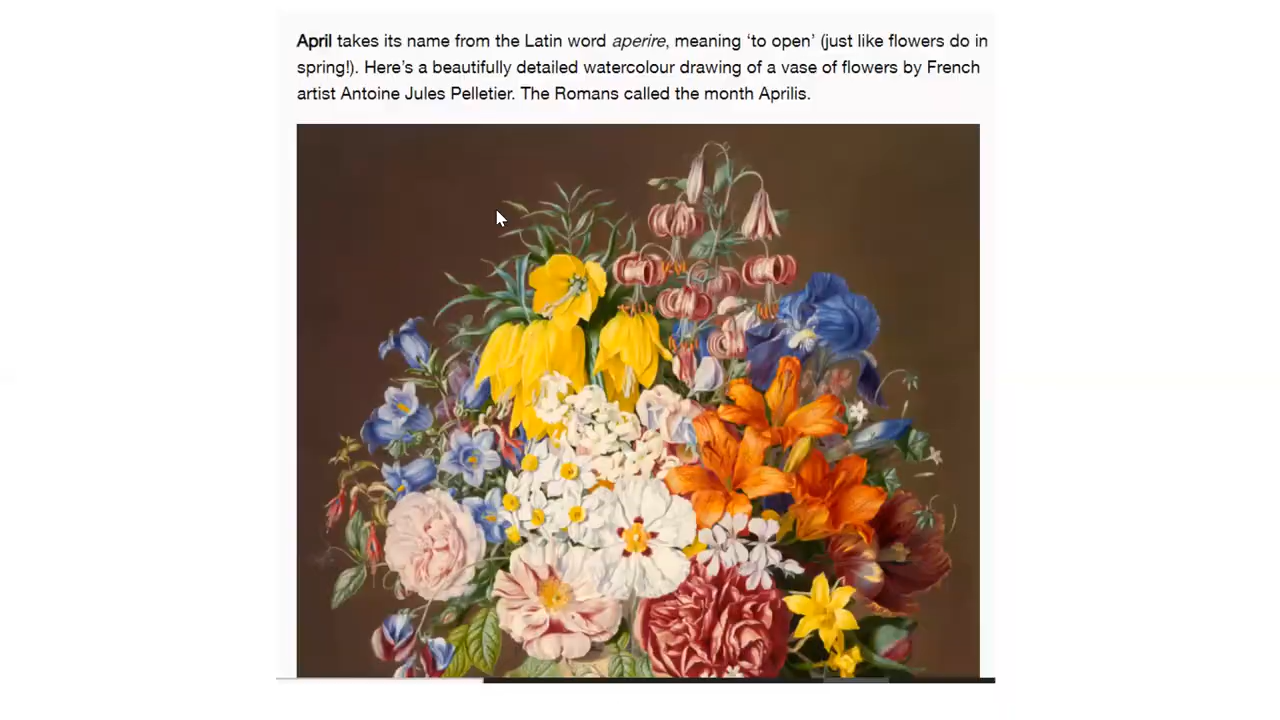 April takes its name from the Latin word aperire, meaning ‘to open’ (just like flowers do in
spring!). Here’s a beautifully detailed watercolour drawing of a vase of flowers by French
artist Antoine Jules Pelletier. The Romans called the month Aprilis.